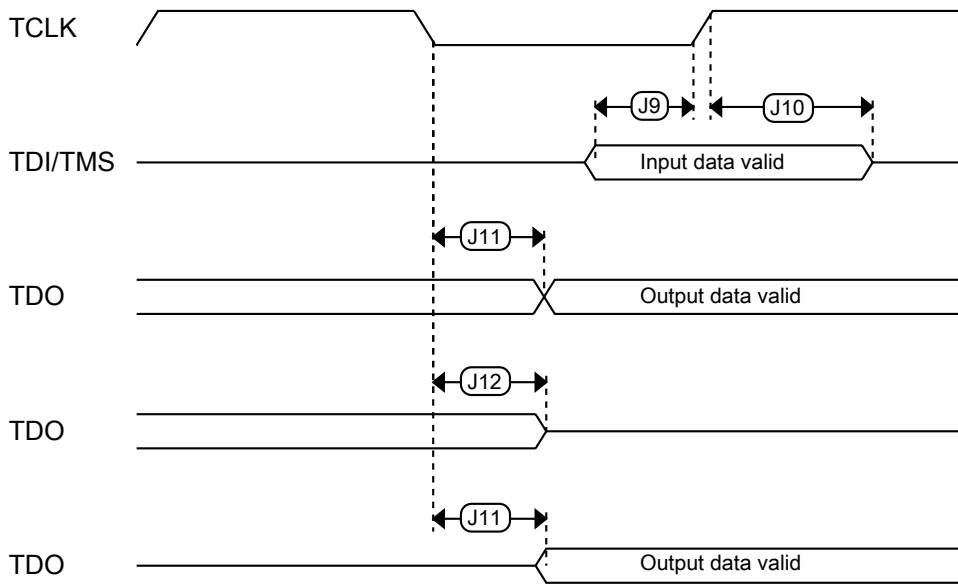 TCLK
J9
J10
TDI/TMS
Input data valid
J11
TDO
Output data valid
J12
TDO
J11
TDO
Output data valid